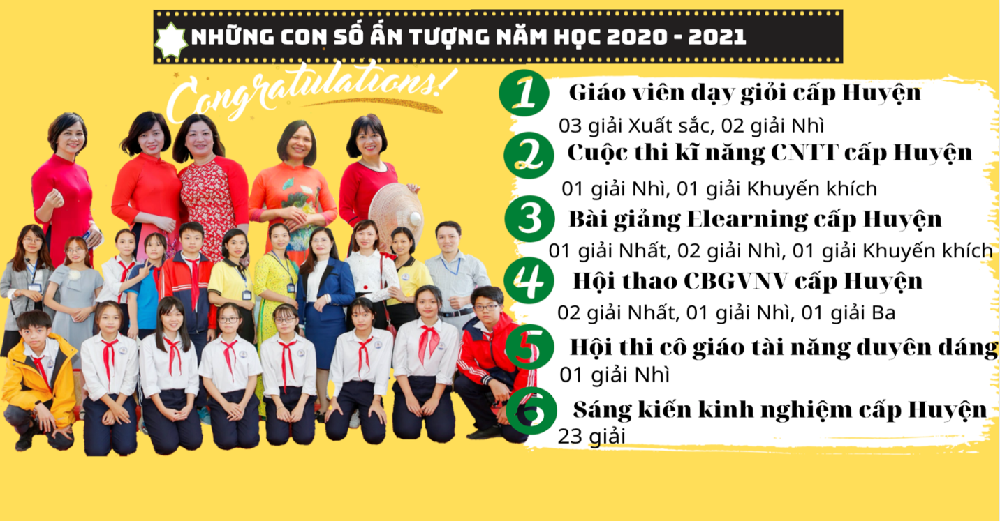 NHỮNG CON SỐ ẤN TƯỢNG NĂM HỌC 2020 - 2021
Congratulations!
1 Giáo viên dạy giỏi cấp Huyện
03 giải Xuất sắc, 02 giải Nhì
2 Cuộc thi kĩ năng CNTT cấp Huyện
01 giải Nhì, 01 giải Khuyến khích
3 Bài giảng Elearning cấp Huyện
01 giải Nhất, 02 giải Nhì, 01 giải Khuyến khích
4 Hội thao CBGVNV cấp Huyện
02 giải Nhất, 01 giải Nhì, 01 giải Ba
5 Hội thi cô giáo tài năng duyên dáng
01 giải Nhì
6 Sáng kiến kinh nghiệm cấp Huyện
23 giải